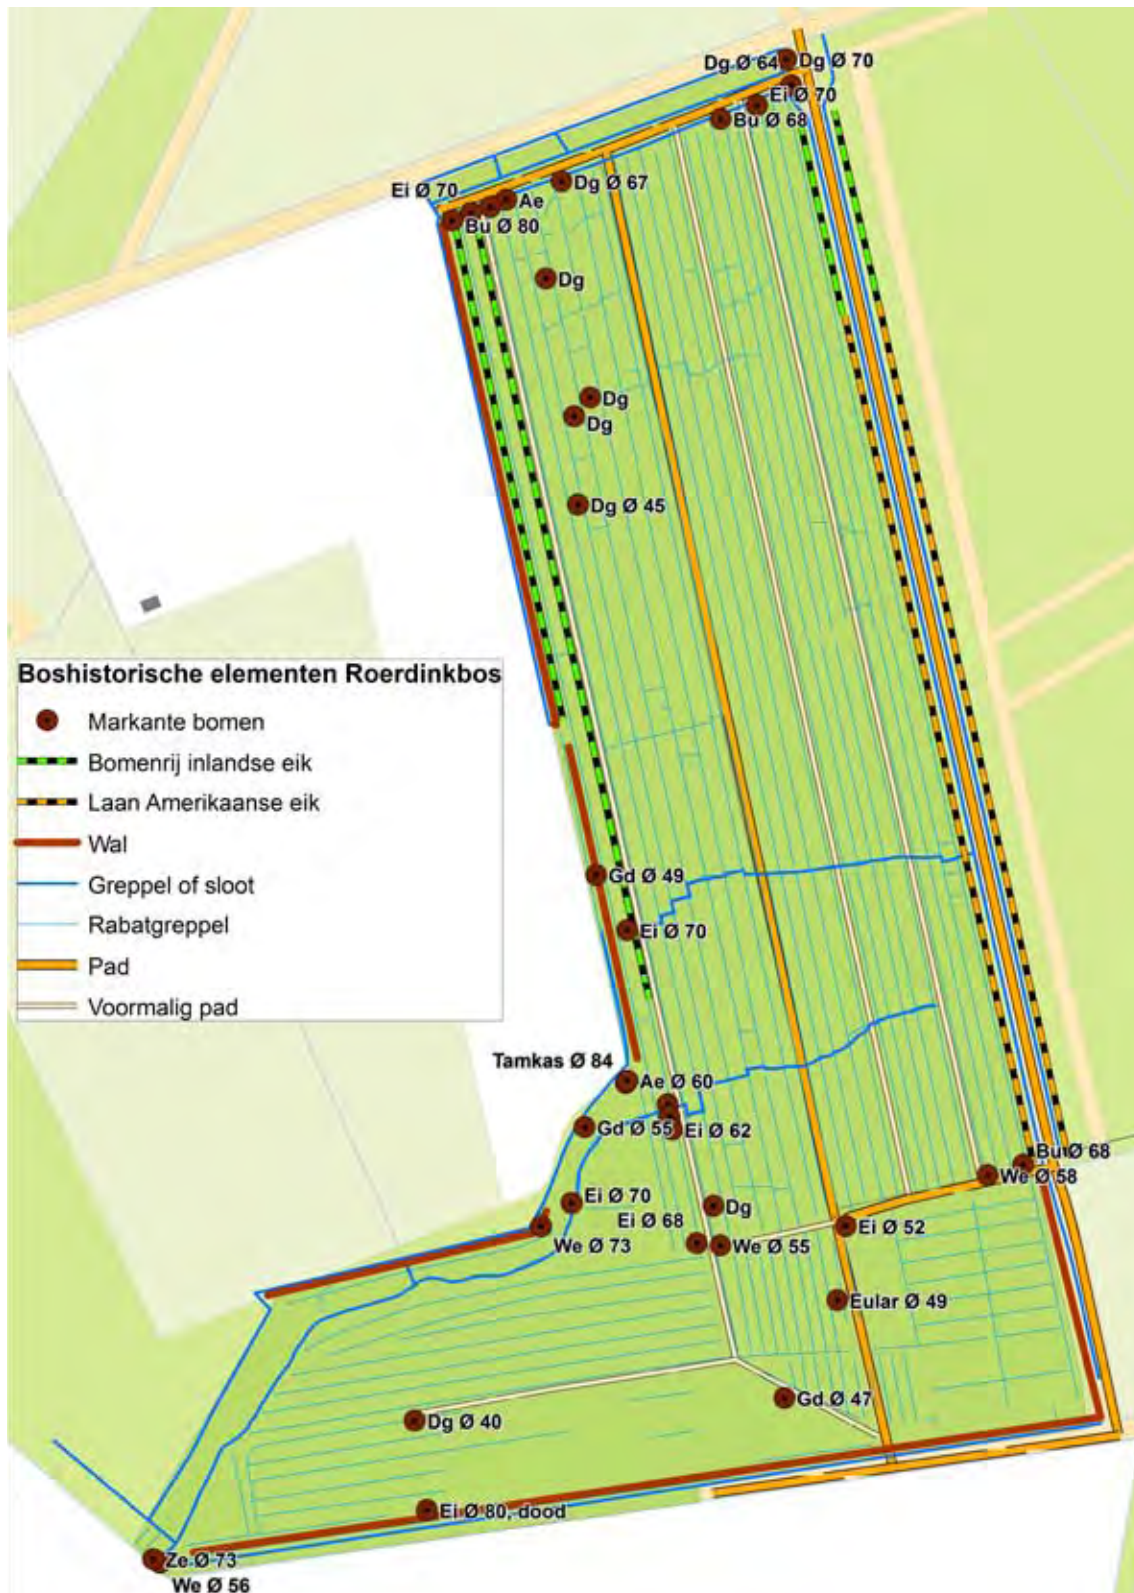 Dg Ø 64
Dg Ø 70
Ei Ø 70
Bu Ø 68
Dg Ø 67
Ei Ø 70
Ae
Bu Ø 80
Dg
Dg
Dg
Dg Ø 45
Boshistorische elementen Roerdinkbos
Markante bomen
Bomenrij inlandse eik
Laan Amerikaanse eik
Wal
Greppel of sloot
Rabatgreppel
Pad
Voormalig pad
Gd Ø 49
Ei Ø 70
Tamkas Ø 84
Ae Ø 60
Gd Ø 55
Ei Ø 62
Bu Ø 68
We Ø 58
Ei Ø 70
Dg
Ei Ø 68
Ei Ø 52
We Ø 73
We Ø 55
Eular Ø 49
Gd Ø 47
Dg Ø 40
Ei Ø 80, dood
Ze Ø 73
We Ø 56